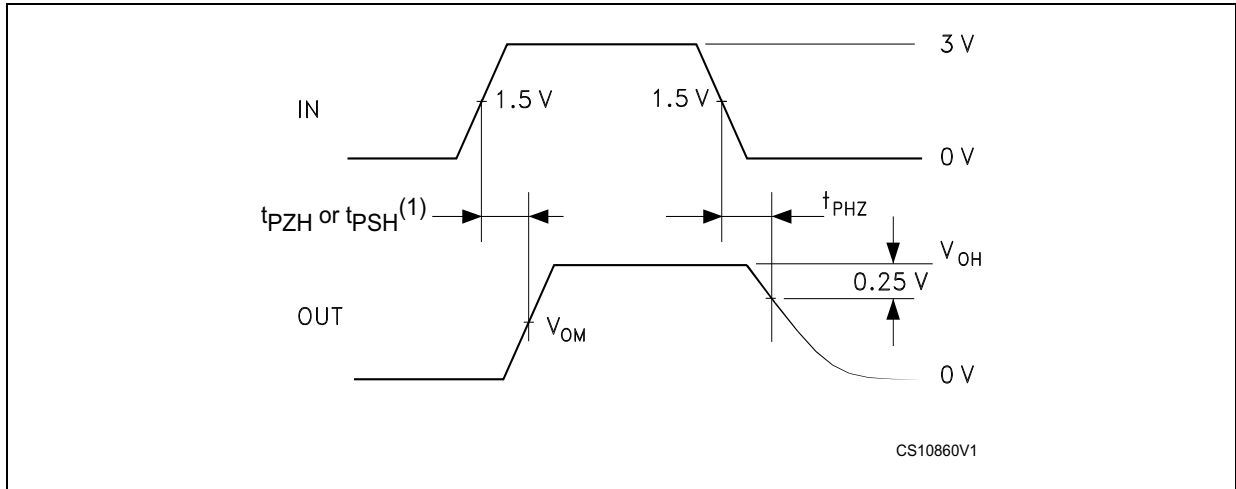 3 V
IN
1.5 V
1.5 V
0 V
tPZH or tPSH(1)
tPHZ
VOH
0.25 V
OUT
VOM
0 V
CS10860V1